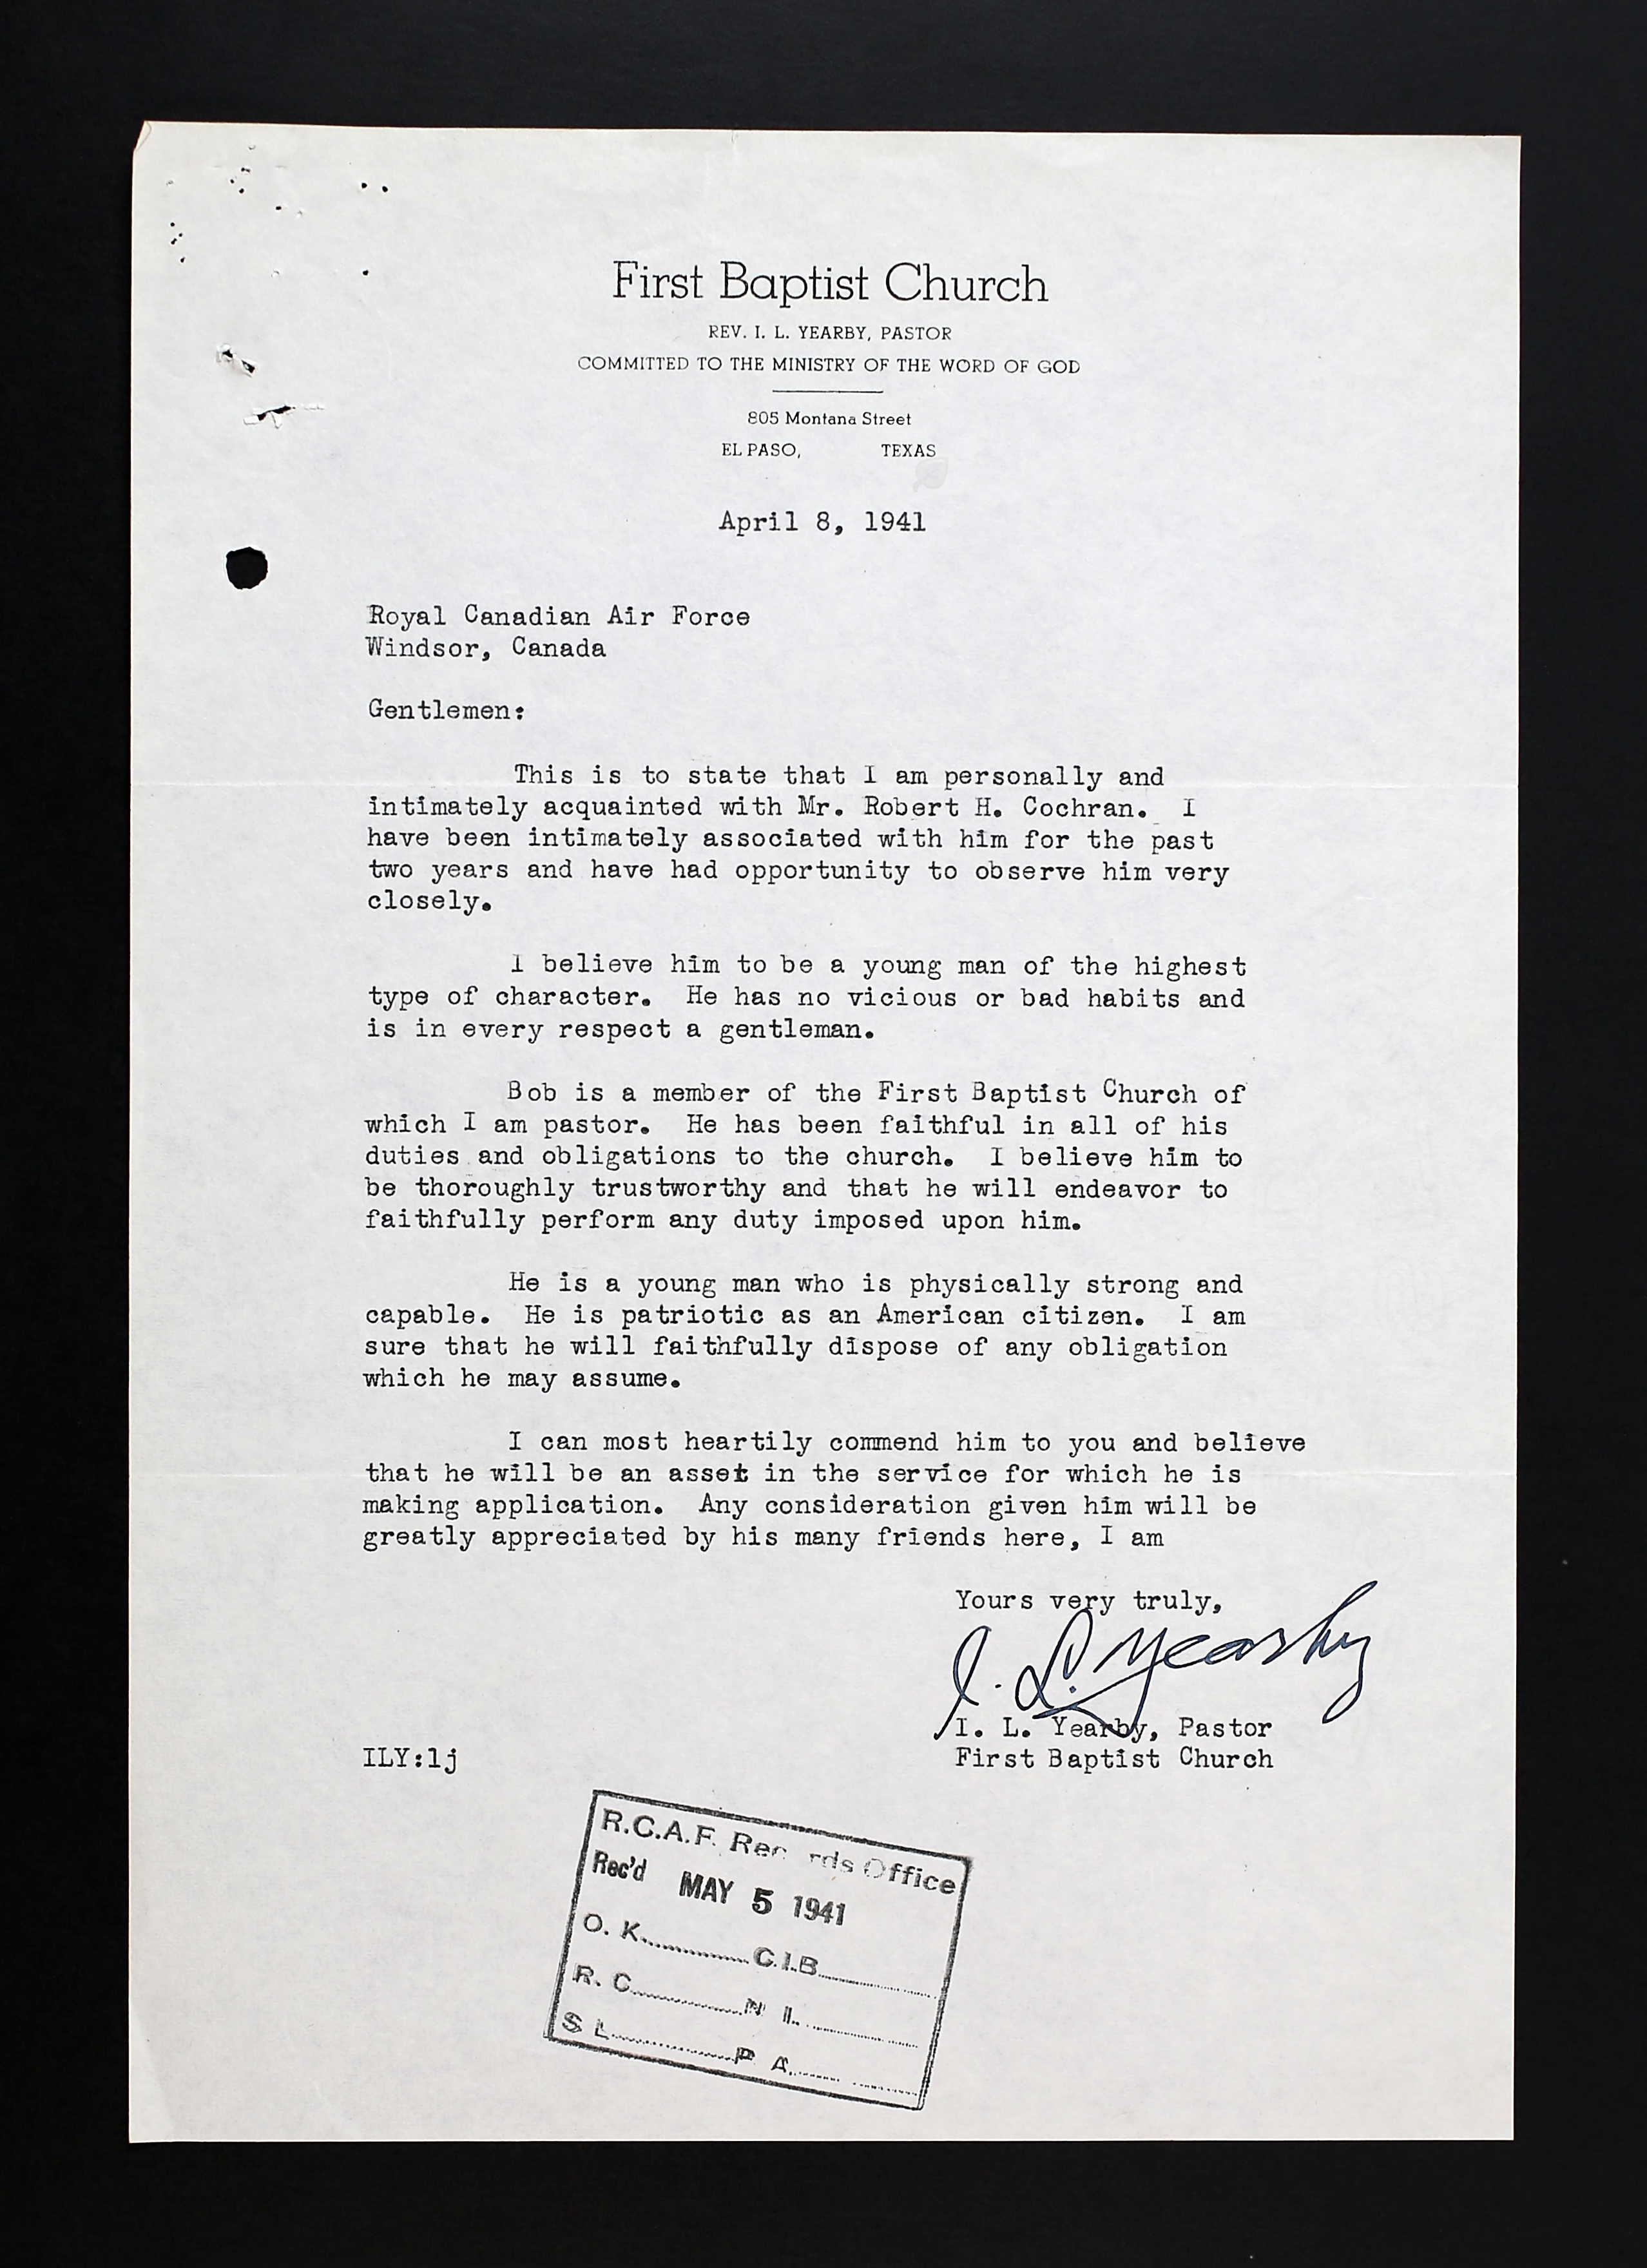 First Baptist Church
REV. I. L. YEARBY, PASTOR
COMMITTED TO THE MINISTRY OF THE WORD OF GOD
805 Montana Street
EL PASO, TEXAS
April 8, 1941
Royal Canadian Air Force
Windsor, Canada
Gentlemen:
This is to state that I am personally and
intimately acquainted with Mr. Robert H. Cochran. I
have been intimately associated with him for the past
two years and have had opportunity to observe him very
closely.
I believe him to be a young man of the highest
type of character. He has no vicious or bad habits and
is in every respect a gentleman.
Bob is a member of the First Baptist Church of
which I am pastor. He has been faithful in all of his
duties and obligations to the church. I believe him to
be thoroughly trustworthy and that he will endeavor to
faithfully perform any duty imposed upon him.
He is a young man who is physically strong and
capable. He is patriotic as an American citizen. I am
sure that he will faithfully dispose of any obligation
which he may assume.
I can most heartily commend him to you and believe
that he will be an asset in the service for which he is
making application. Any consideration given him will be
greatly appreciated by his many friends here, I am
Yours very truly,
I. L. Yearby
I. L. Yearby, Pastor
ILY:lj First Baptist Church
R.C.A.F. Records Office
Rec'd MAY 5 1941
O. K. C.I.B.
R. C. N I.
S L. P A.